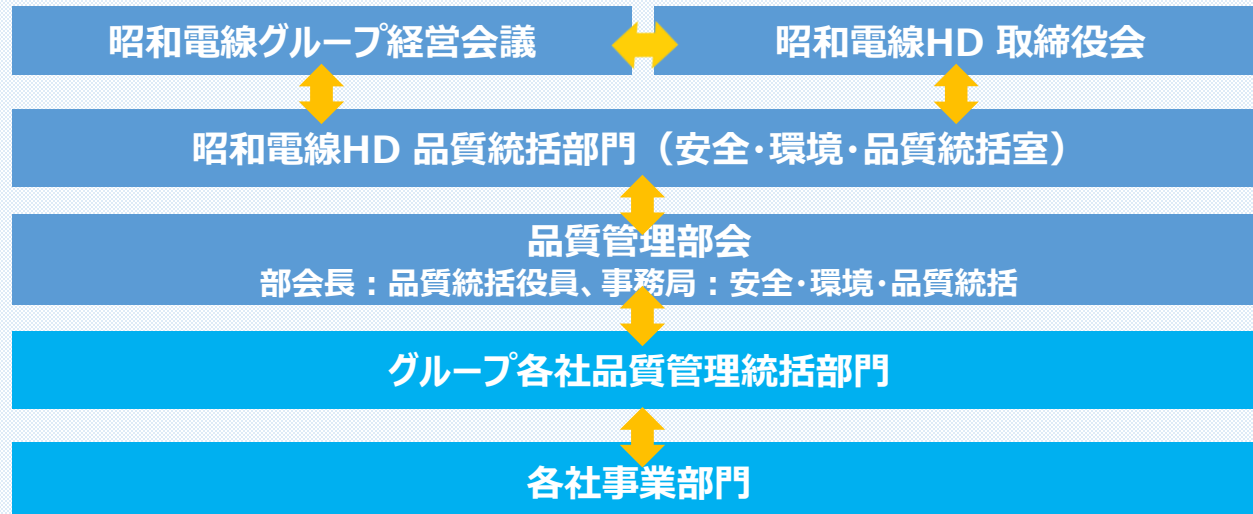 昭和電線グループ経営会議
昭和電線HD 取締役会
昭和電線HD 品質統括部門（安全・環境・品質統括室）
品質管理部会
部会長：品質統括役員、事務局：安全・環境・品質統括
グループ各社品質管理統括部門
各社事業部門